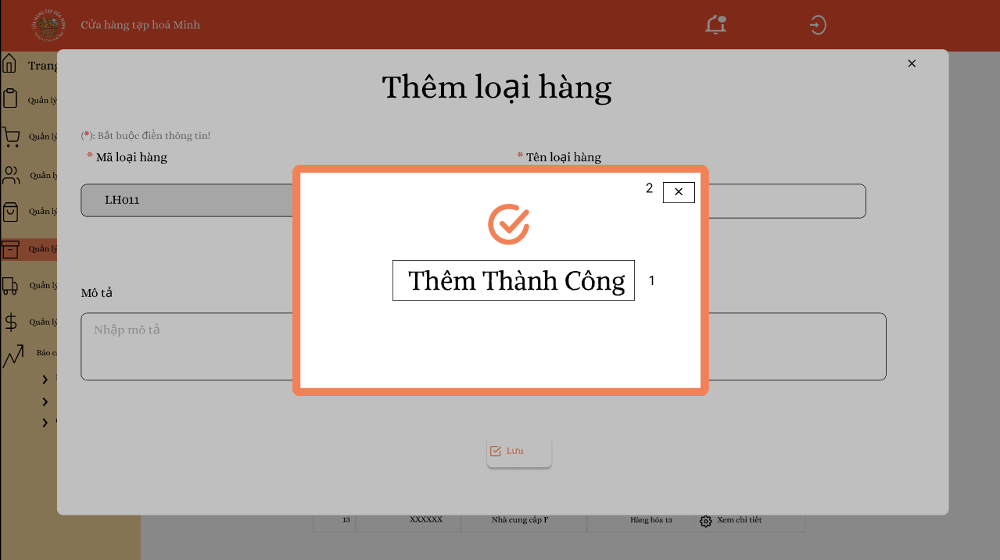 Cửa hàng tạp hoá Minh
Trang
Thêm loại hàng
Quản lý
(*): Bắt buộc điền thông tin!
Quản lý
* Mã loại hàng * Tên loại hàng
Quản lý
2
LH011
Quản lý
Quản lý
Thêm Thành Công 1
Quản lý
Mô tả
Quản lý
Nhập mô tả
Báo c
Lưu
13 XXXXXX Nhà cung cấp F Hàng hóa 13 Xem chi tiết